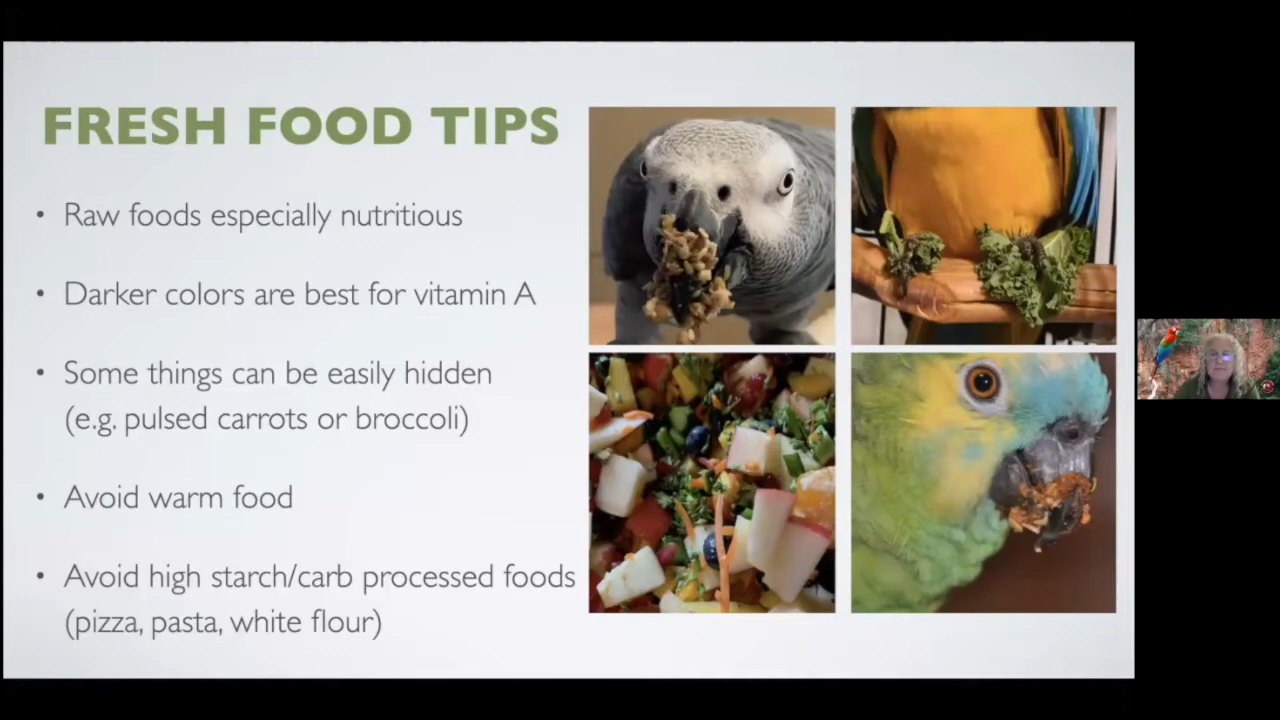 FRESH FOOD TIPS
• Raw foods especially nutritious
• Darker colors are best for vitamin A
• Some things can be easily hidden
(e.g. pulsed carrots or broccoli)
• Avoid warm food
• Avoid high starch/carb processed foods
(pizza, pasta, white flour)